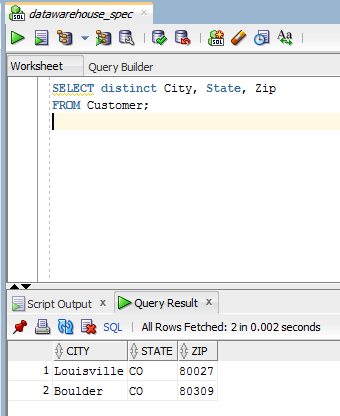 datawarehouse_spec
Worksheet Query Builder
SELECT distinct City, State, Zip
FROM Customer;
Script Output x Query Result x
SQL | All Rows Fetched: 2 in 0.002 seconds
CITY STATE ZIP
1 Louisville CO 80027
2 Boulder CO 80309